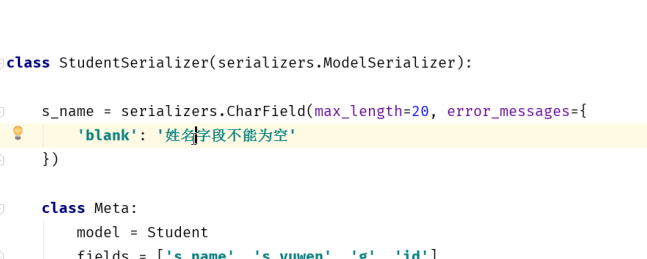 class StudentSerializer(serializers.ModelSerializer):
s_name = serializers.CharField(max_length=20, error_messages={
'blank': '姓名字段不能为空'
})
class Meta:
model = Student
fields = ['s_name', 's_yuwen', 'g', 'id']